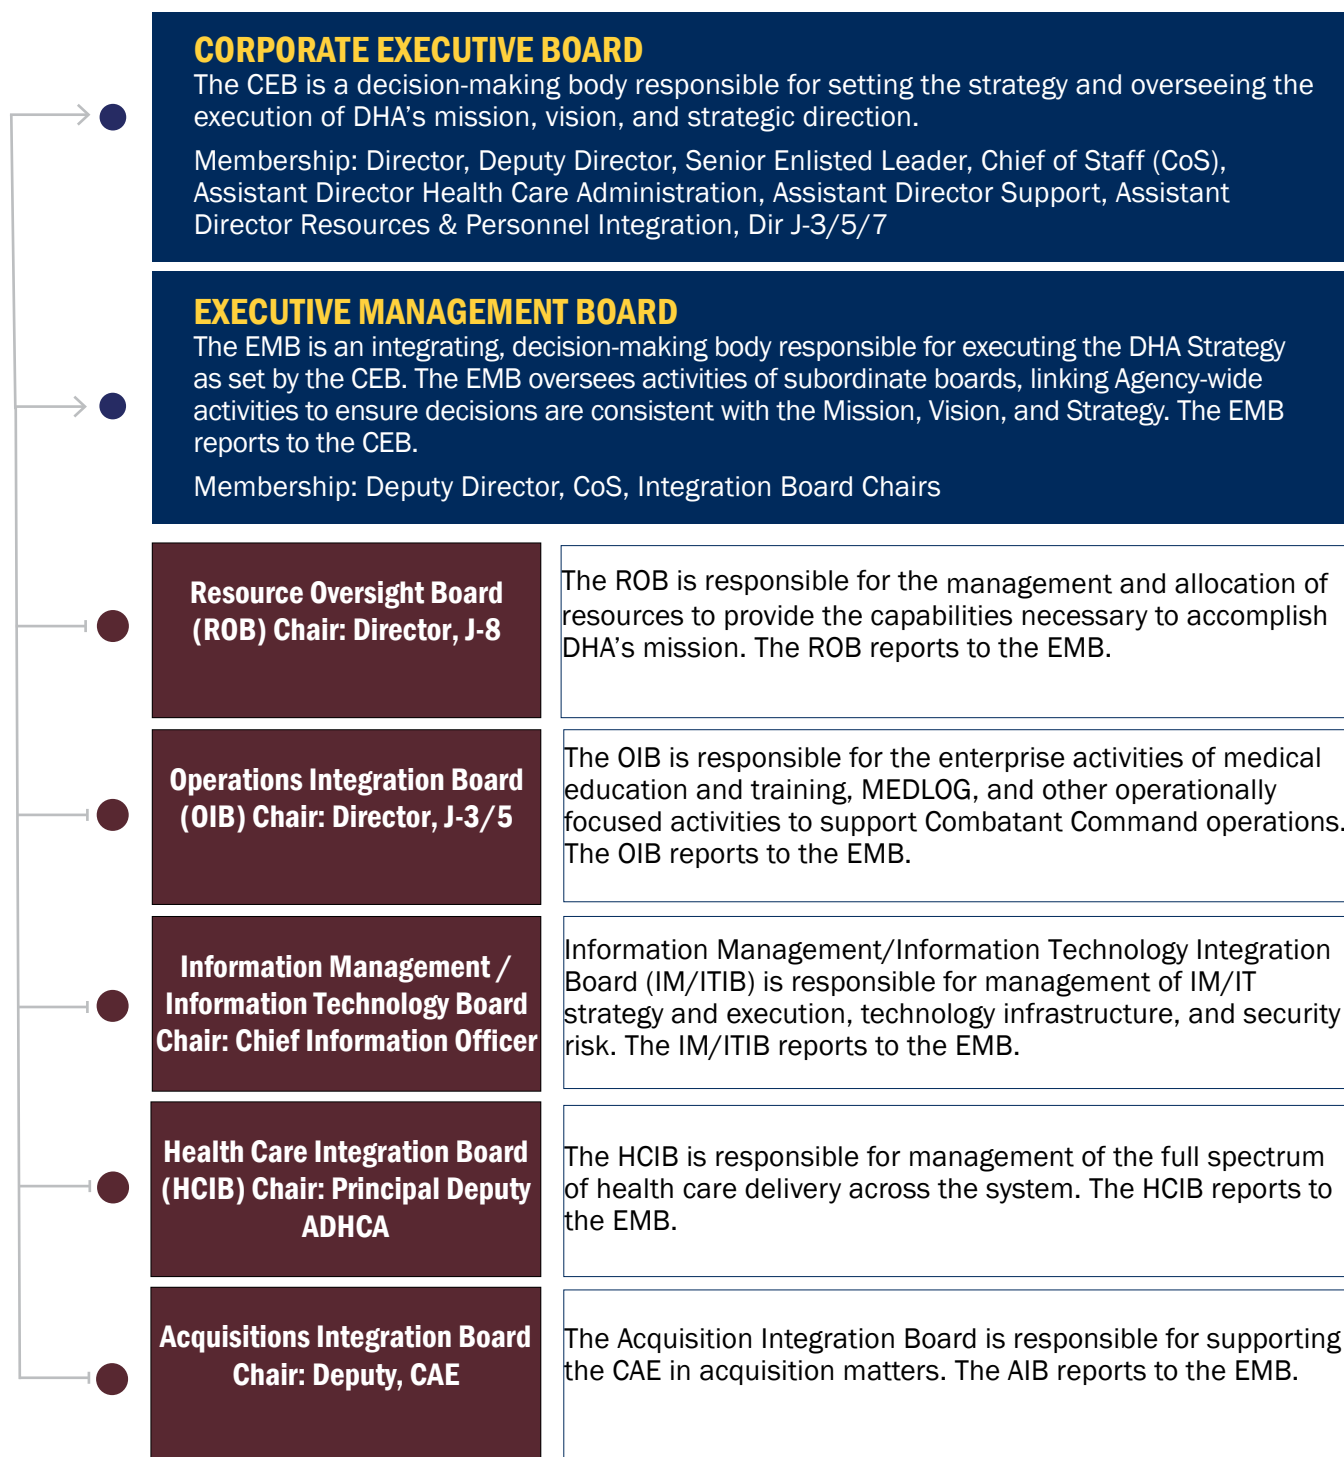 CORPORATE EXECUTIVE BOARD
The CEB is a decision-making body responsible for setting the strategy and overseeing the
execution of DHA's mission, vision, and strategic direction.
Membership: Director, Deputy Director, Senior Enlisted Leader, Chief of Staff (CoS),
Assistant Director Health Care Administration, Assistant Director Support, Assistant
Director Resources & Personnel Integration, Dir J-3/5/7
EXECUTIVE MANAGEMENT BOARD
The EMB is an integrating, decision-making body responsible for executing the DHA Strategy
as set by the CEB. The EMB oversees activities of subordinate boards, linking Agency-wide
activities to ensure decisions are consistent with the Mission, Vision, and Strategy. The EMB
reports to the CEB.
Membership: Deputy Director, CoS, Integration Board Chairs
Resource Oversight Board
(ROB) Chair: Director, J-8
The ROB is responsible for the management and allocation of
resources to provide the capabilities necessary to accomplish
DHA's mission. The ROB reports to the EMB.
Operations Integration Board
(OIB) Chair: Director, J-3/5
The OIB is responsible for the enterprise activities of medical
education and training, MEDLOG, and other operationally
focused activities to support Combatant Command operations.
The OIB reports to the EMB.
Information Management /
Information Technology Board
Chair: Chief Information Officer
Information Management/Information Technology Integration
Board (IM/ITIB) is responsible for management of IM/IT
strategy and execution, technology infrastructure, and security
risk. The IM/ITIB reports to the EMB.
Health Care Integration Board
(HCIB) Chair: Principal Deputy
ADHCA
The HCIB is responsible for management of the full spectrum
of health care delivery across the system. The HCIB reports to
the EMB.
Acquisitions Integration Board
Chair: Deputy, CAE
The Acquisition Integration Board is responsible for supporting
the CAE in acquisition matters. The AIB reports to the EMB.